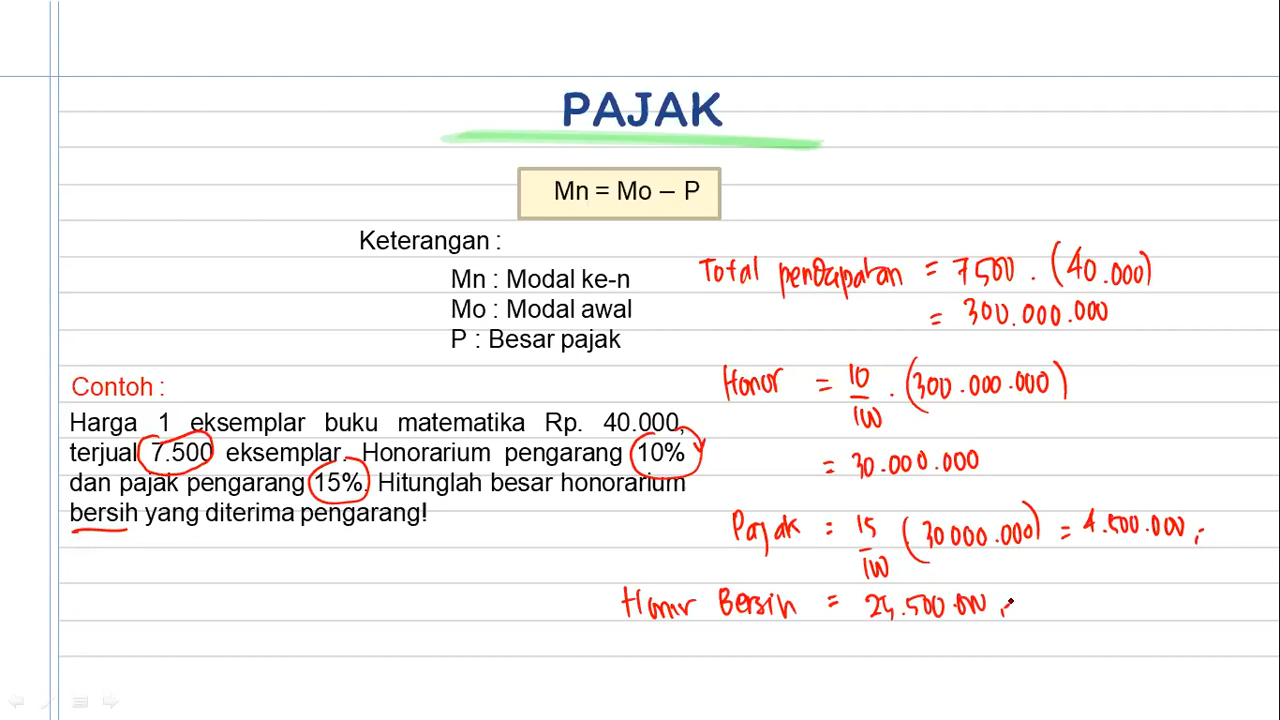 PAJAK
Mn = Mo – P
Keterangan :
Mn : Modal ke-n
Mo : Modal awal
P : Besar pajak
Contoh :
Harga 1 eksemplar buku matematika Rp. 40.000,
terjual 7.500 eksemplar. Honorarium pengarang 10%
dan pajak pengarang 15%. Hitunglah besar honorarium
bersih yang diterima pengarang!
Total pendapatan = 7500 . (40.000)
= 300.000.000
Honor = 10/100 . (300.000.000)
= 30.000.000
Pajak = 15/100 (30000.000) = 4.500.000,-
Honor Bersih = 25.500.000,-